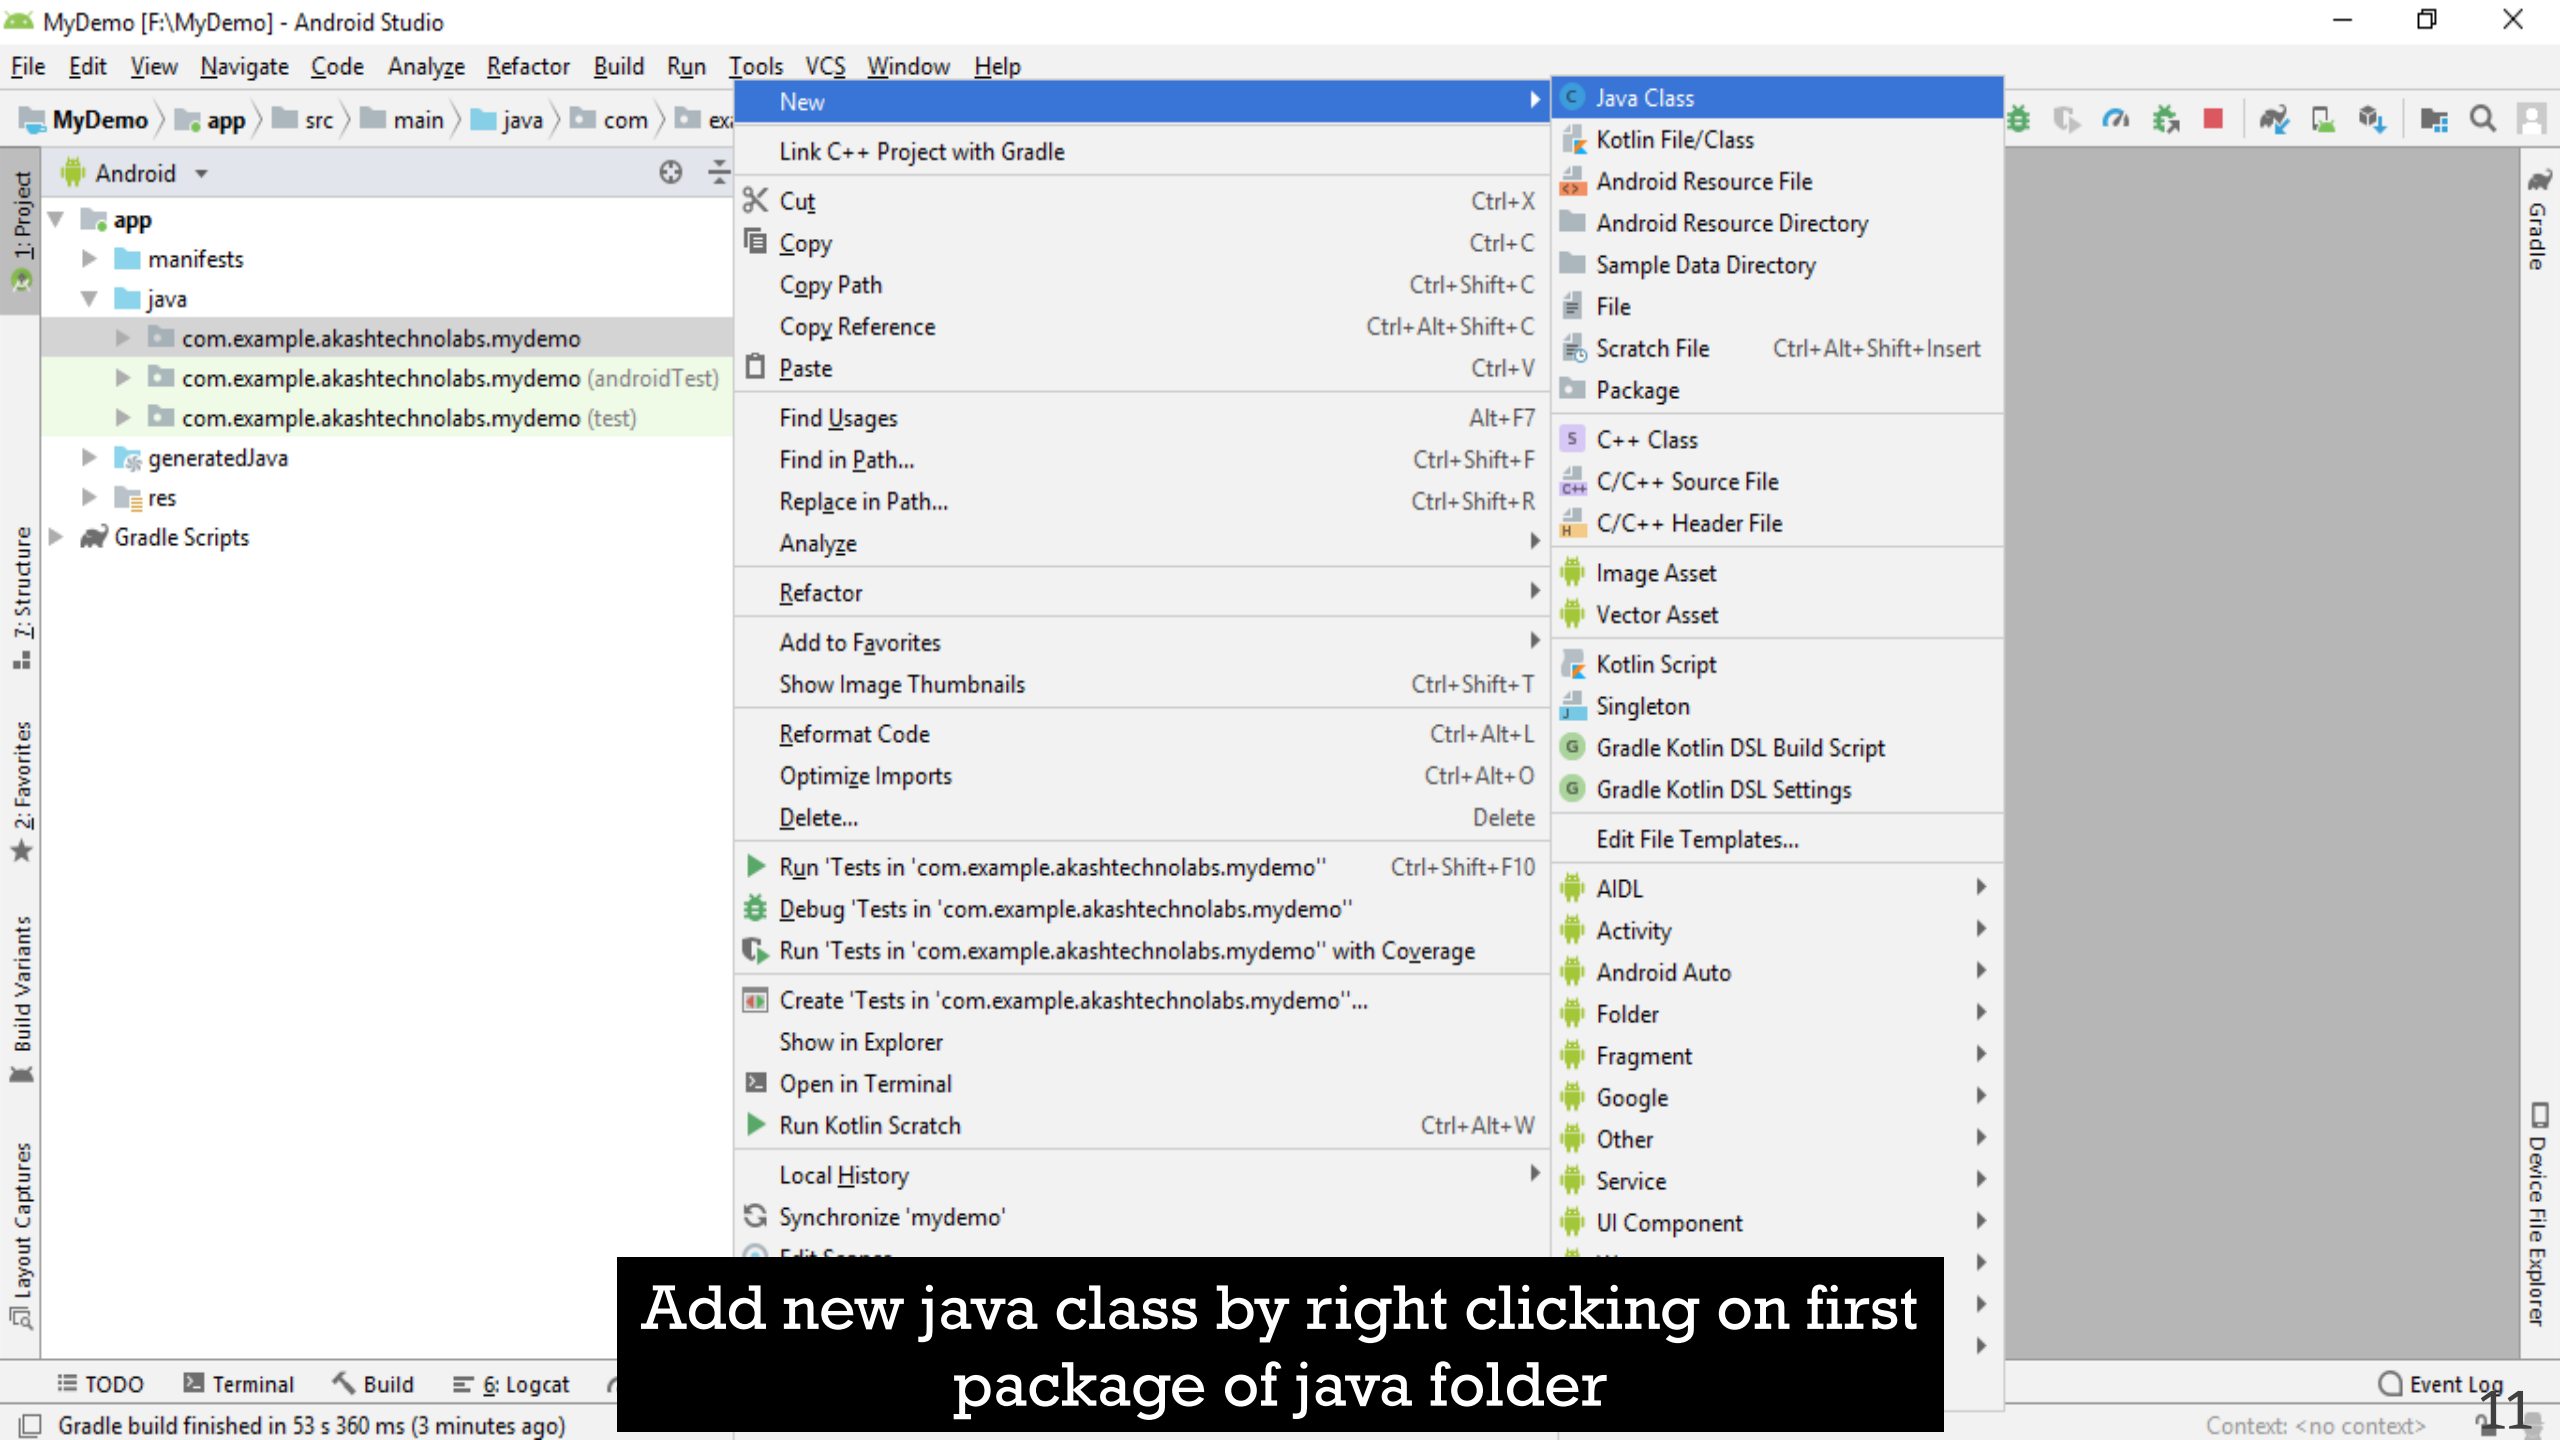 MyDemo [F:\MyDemo] - Android Studio
File Edit View Navigate Code Analyze Refactor Build Run Tools VCS Window Help
MyDemo app src main java com
Android
1: Project
7: Structure
2: Favorites
Build Variants
Layout Captures
app
manifests
java
com.example.akashtechnolabs.mydemo
com.example.akashtechnolabs.mydemo (androidTest)
com.example.akashtechnolabs.mydemo (test)
generatedJava
res
Gradle Scripts
New
Link C++ Project with Gradle
Cut Ctrl+X
Copy Ctrl+C
Copy Path Ctrl+Shift+C
Copy Reference Ctrl+Alt+Shift+C
Paste Ctrl+V
Find Usages Alt+F7
Find in Path... Ctrl+Shift+F
Replace in Path... Ctrl+Shift+R
Analyze
Refactor
Add to Favorites
Show Image Thumbnails Ctrl+Shift+T
Reformat Code Ctrl+Alt+L
Optimize Imports Ctrl+Alt+O
Delete... Delete
Run 'Tests in 'com.example.akashtechnolabs.mydemo'' Ctrl+Shift+F10
Debug 'Tests in 'com.example.akashtechnolabs.mydemo''
Run 'Tests in 'com.example.akashtechnolabs.mydemo'' with Coverage
Create 'Tests in 'com.example.akashtechnolabs.mydemo''...
Show in Explorer
Open in Terminal
Run Kotlin Scratch Ctrl+Alt+W
Local History
Synchronize 'mydemo'
Java Class
Kotlin File/Class
Android Resource File
Android Resource Directory
Sample Data Directory
File
Scratch File Ctrl+Alt+Shift+Insert
Package
C++ Class
C/C++ Source File
C/C++ Header File
Image Asset
Vector Asset
Kotlin Script
Singleton
Gradle Kotlin DSL Build Script
Gradle Kotlin DSL Settings
Edit File Templates...
AIDL
Activity
Android Auto
Folder
Fragment
Google
Other
Service
UI Component
Gradle
Device File Explorer
Add new java class by right clicking on first
package of java folder
TODO Terminal Build 6: Logcat
Event Log
Gradle build finished in 53 s 360 ms (3 minutes ago)
Context: <no context>
11